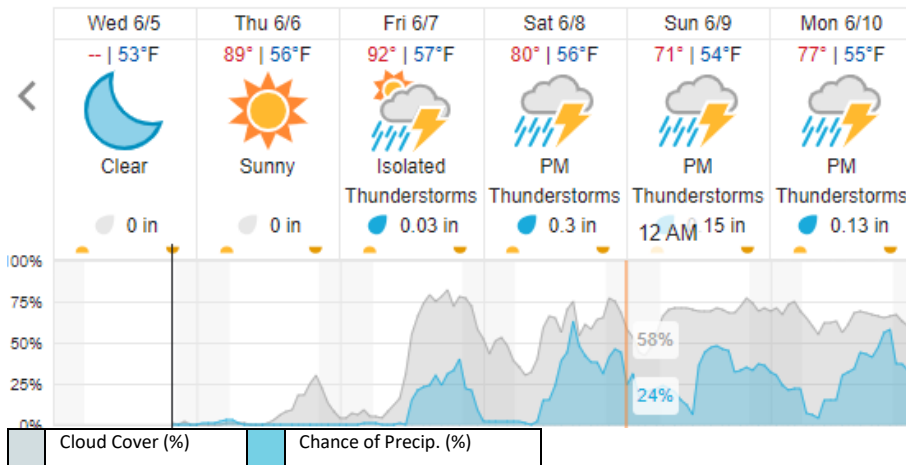 Wed 6/5 Thu 6/6 Fri 6/7 Sat 6/8 Sun 6/9 Mon 6/10
-- | 53°F 89° | 56°F 92° | 57°F 80° | 56°F 71° | 54°F 77° | 55°F
Clear Sunny Isolated PM PM PM
Thunderstorms Thunderstorms Thunderstorms Thunderstorms
0 in 0 in 0.03 in 0.3 in 15 in 0.13 in
12 AM
100%
75%
50%
25%
0%
58%
24%
Cloud Cover (%) Chance of Precip. (%)